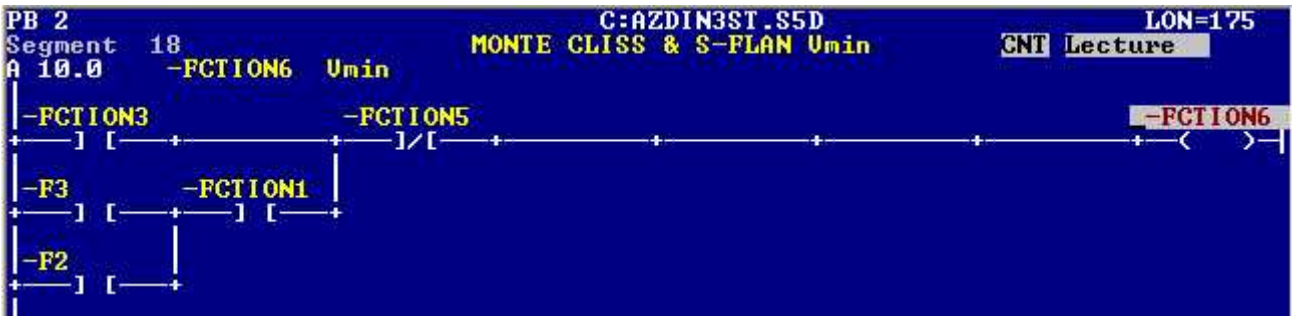 PB 2 C:AZDIN3ST.S5D LON=175
Segment 18 MONTE CLISS & S-FLAN Vmin CNT Lecture
A 10.0 -FCTION6 Vmin
-FCTION3 -FCTION5 -FCTION6
-F3 -FCTION1
-F2